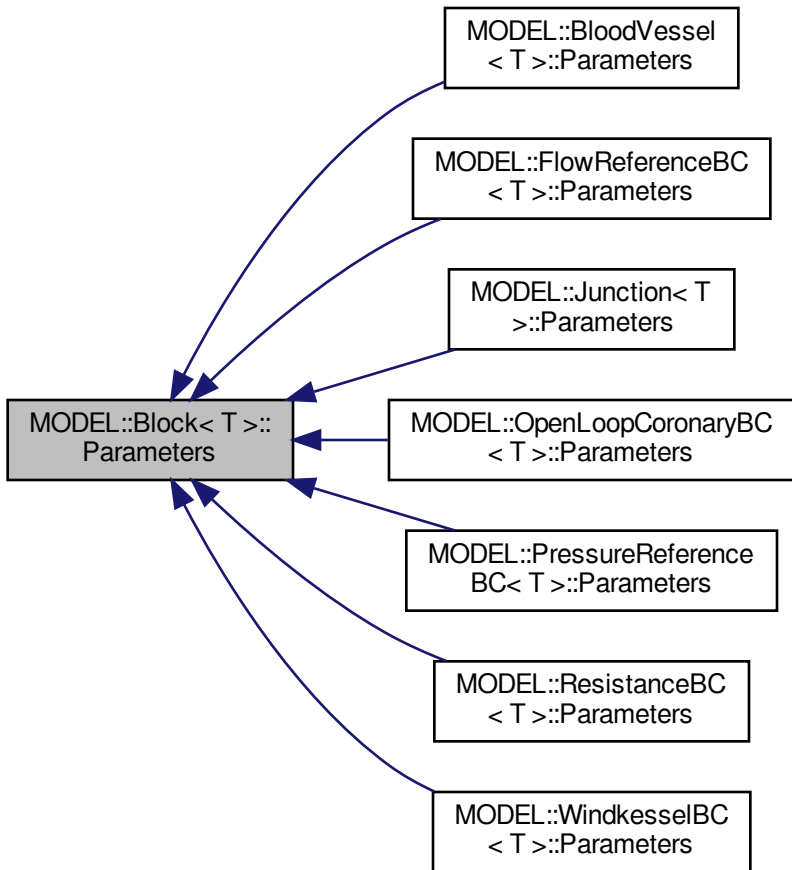 MODEL::BloodVessel
< T >::Parameters
MODEL::FlowReferenceBC
< T >::Parameters
MODEL::Junction< T
>::Parameters
MODEL::Block< T >::
Parameters
MODEL::OpenLoopCoronaryBC
< T >::Parameters
MODEL::PressureReference
BC< T >::Parameters
MODEL::ResistanceBC
< T >::Parameters
MODEL::WindkesselBC
< T >::Parameters